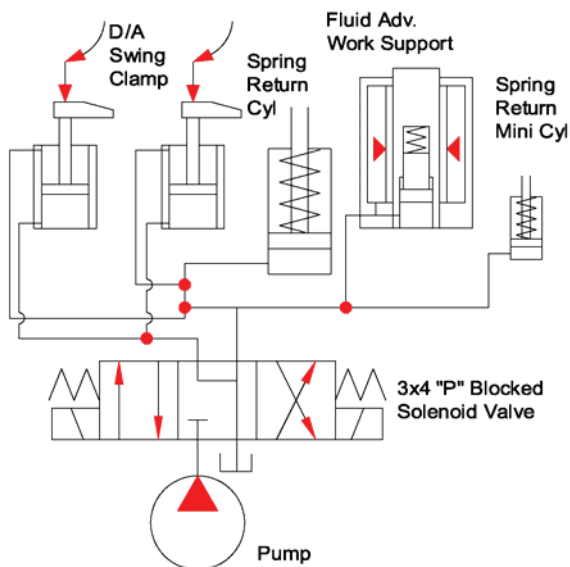 D/A
Swing
Clamp
Spring
Return
Cyl
Fluid Adv.
Work Support
Spring
Return
Mini Cyl
3x4 "P" Blocked
Solenoid Valve
Pump